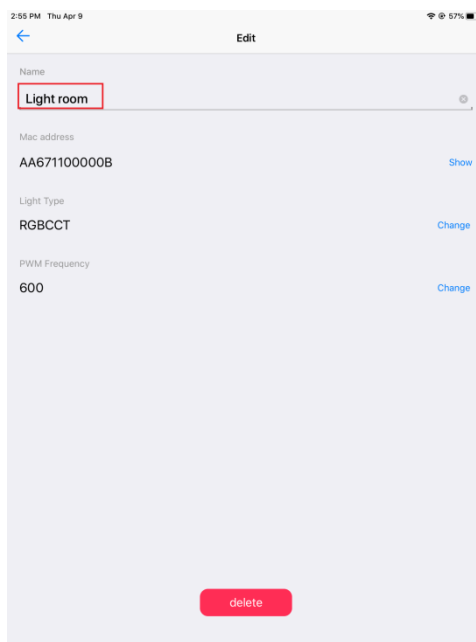 2:55 PM Thu Apr 9 57%
Edit
Name
Light room
Mac address
AA671100000B Show
Light Type
RGBCCT Change
PWM Frequency
600 Change
delete